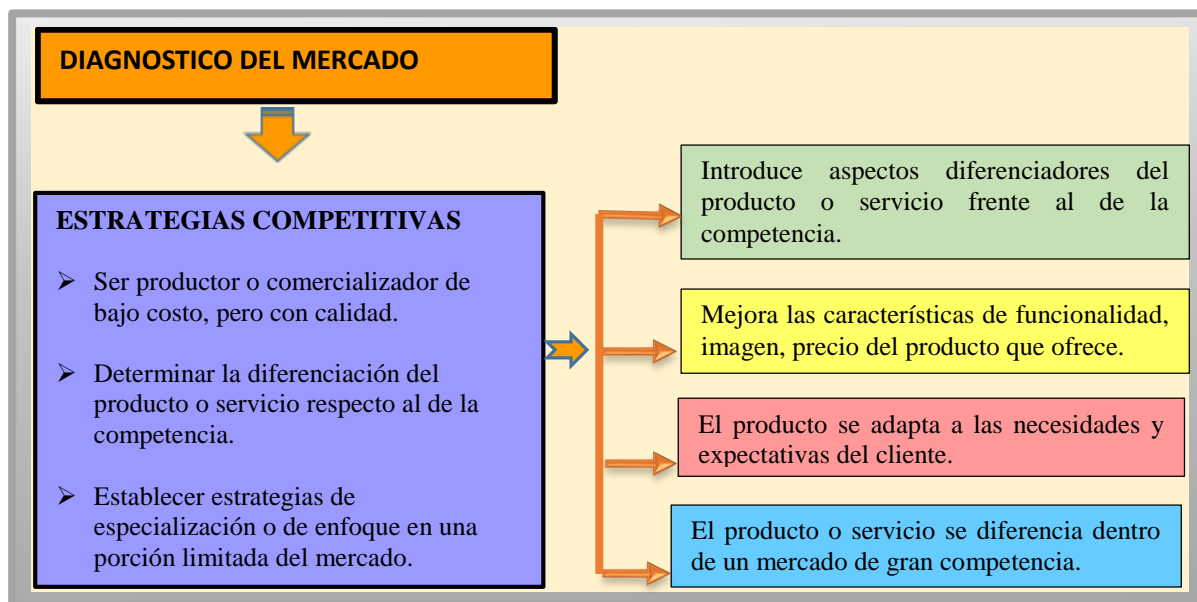 DIAGNOSTICO DEL MERCADO
ESTRATEGIAS COMPETITIVAS
➢ Ser productor o comercializador de
bajo costo, pero con calidad.
➢ Determinar la diferenciación del
producto o servicio respecto al de la
competencia.
➢ Establecer estrategias de
especialización o de enfoque en una
porción limitada del mercado.
Introduce aspectos diferenciadores del
producto o servicio frente al de la
competencia.
Mejora las características de funcionalidad,
imagen, precio del producto que ofrece.
El producto se adapta a las necesidades y
expectativas del cliente.
El producto o servicio se diferencia dentro
de un mercado de gran competencia.